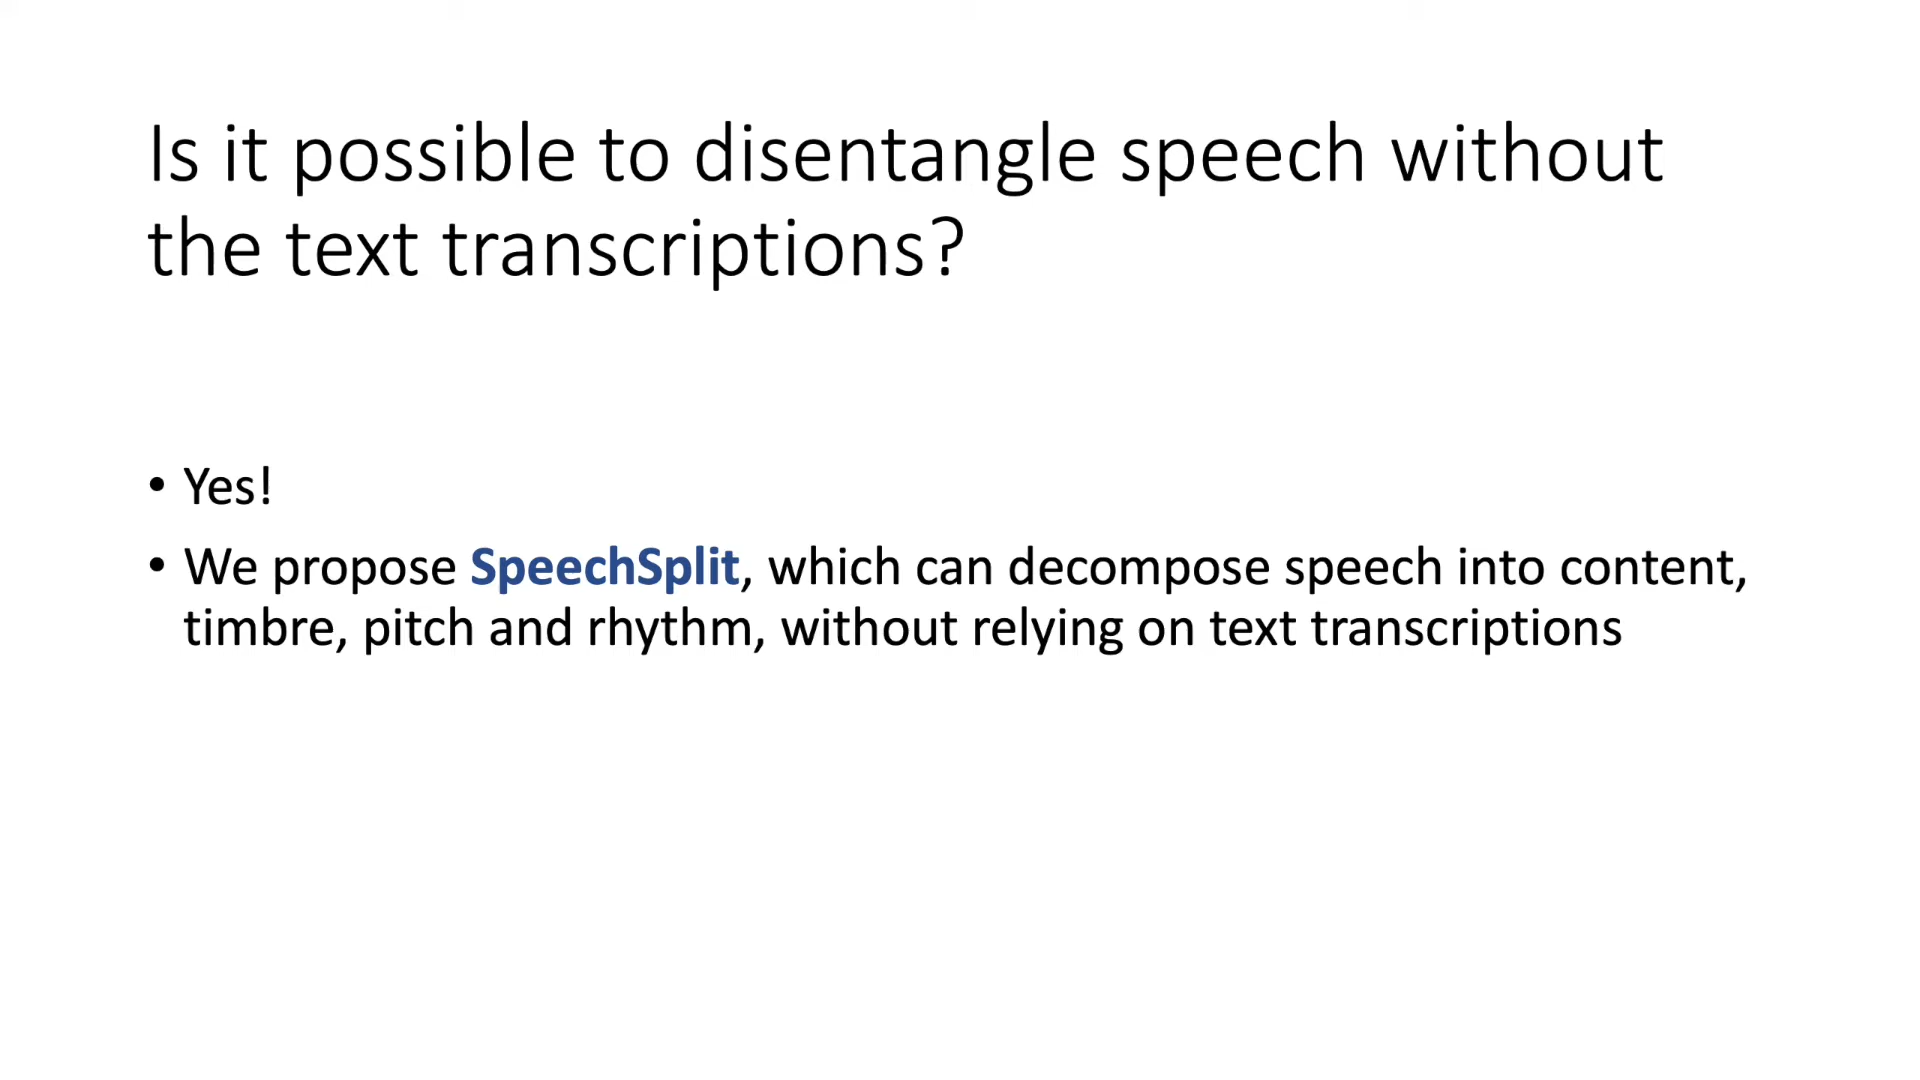 Is it possible to disentangle speech without
the text transcriptions?
• Yes!
• We propose SpeechSplit, which can decompose speech into content,
timbre, pitch and rhythm, without relying on text transcriptions